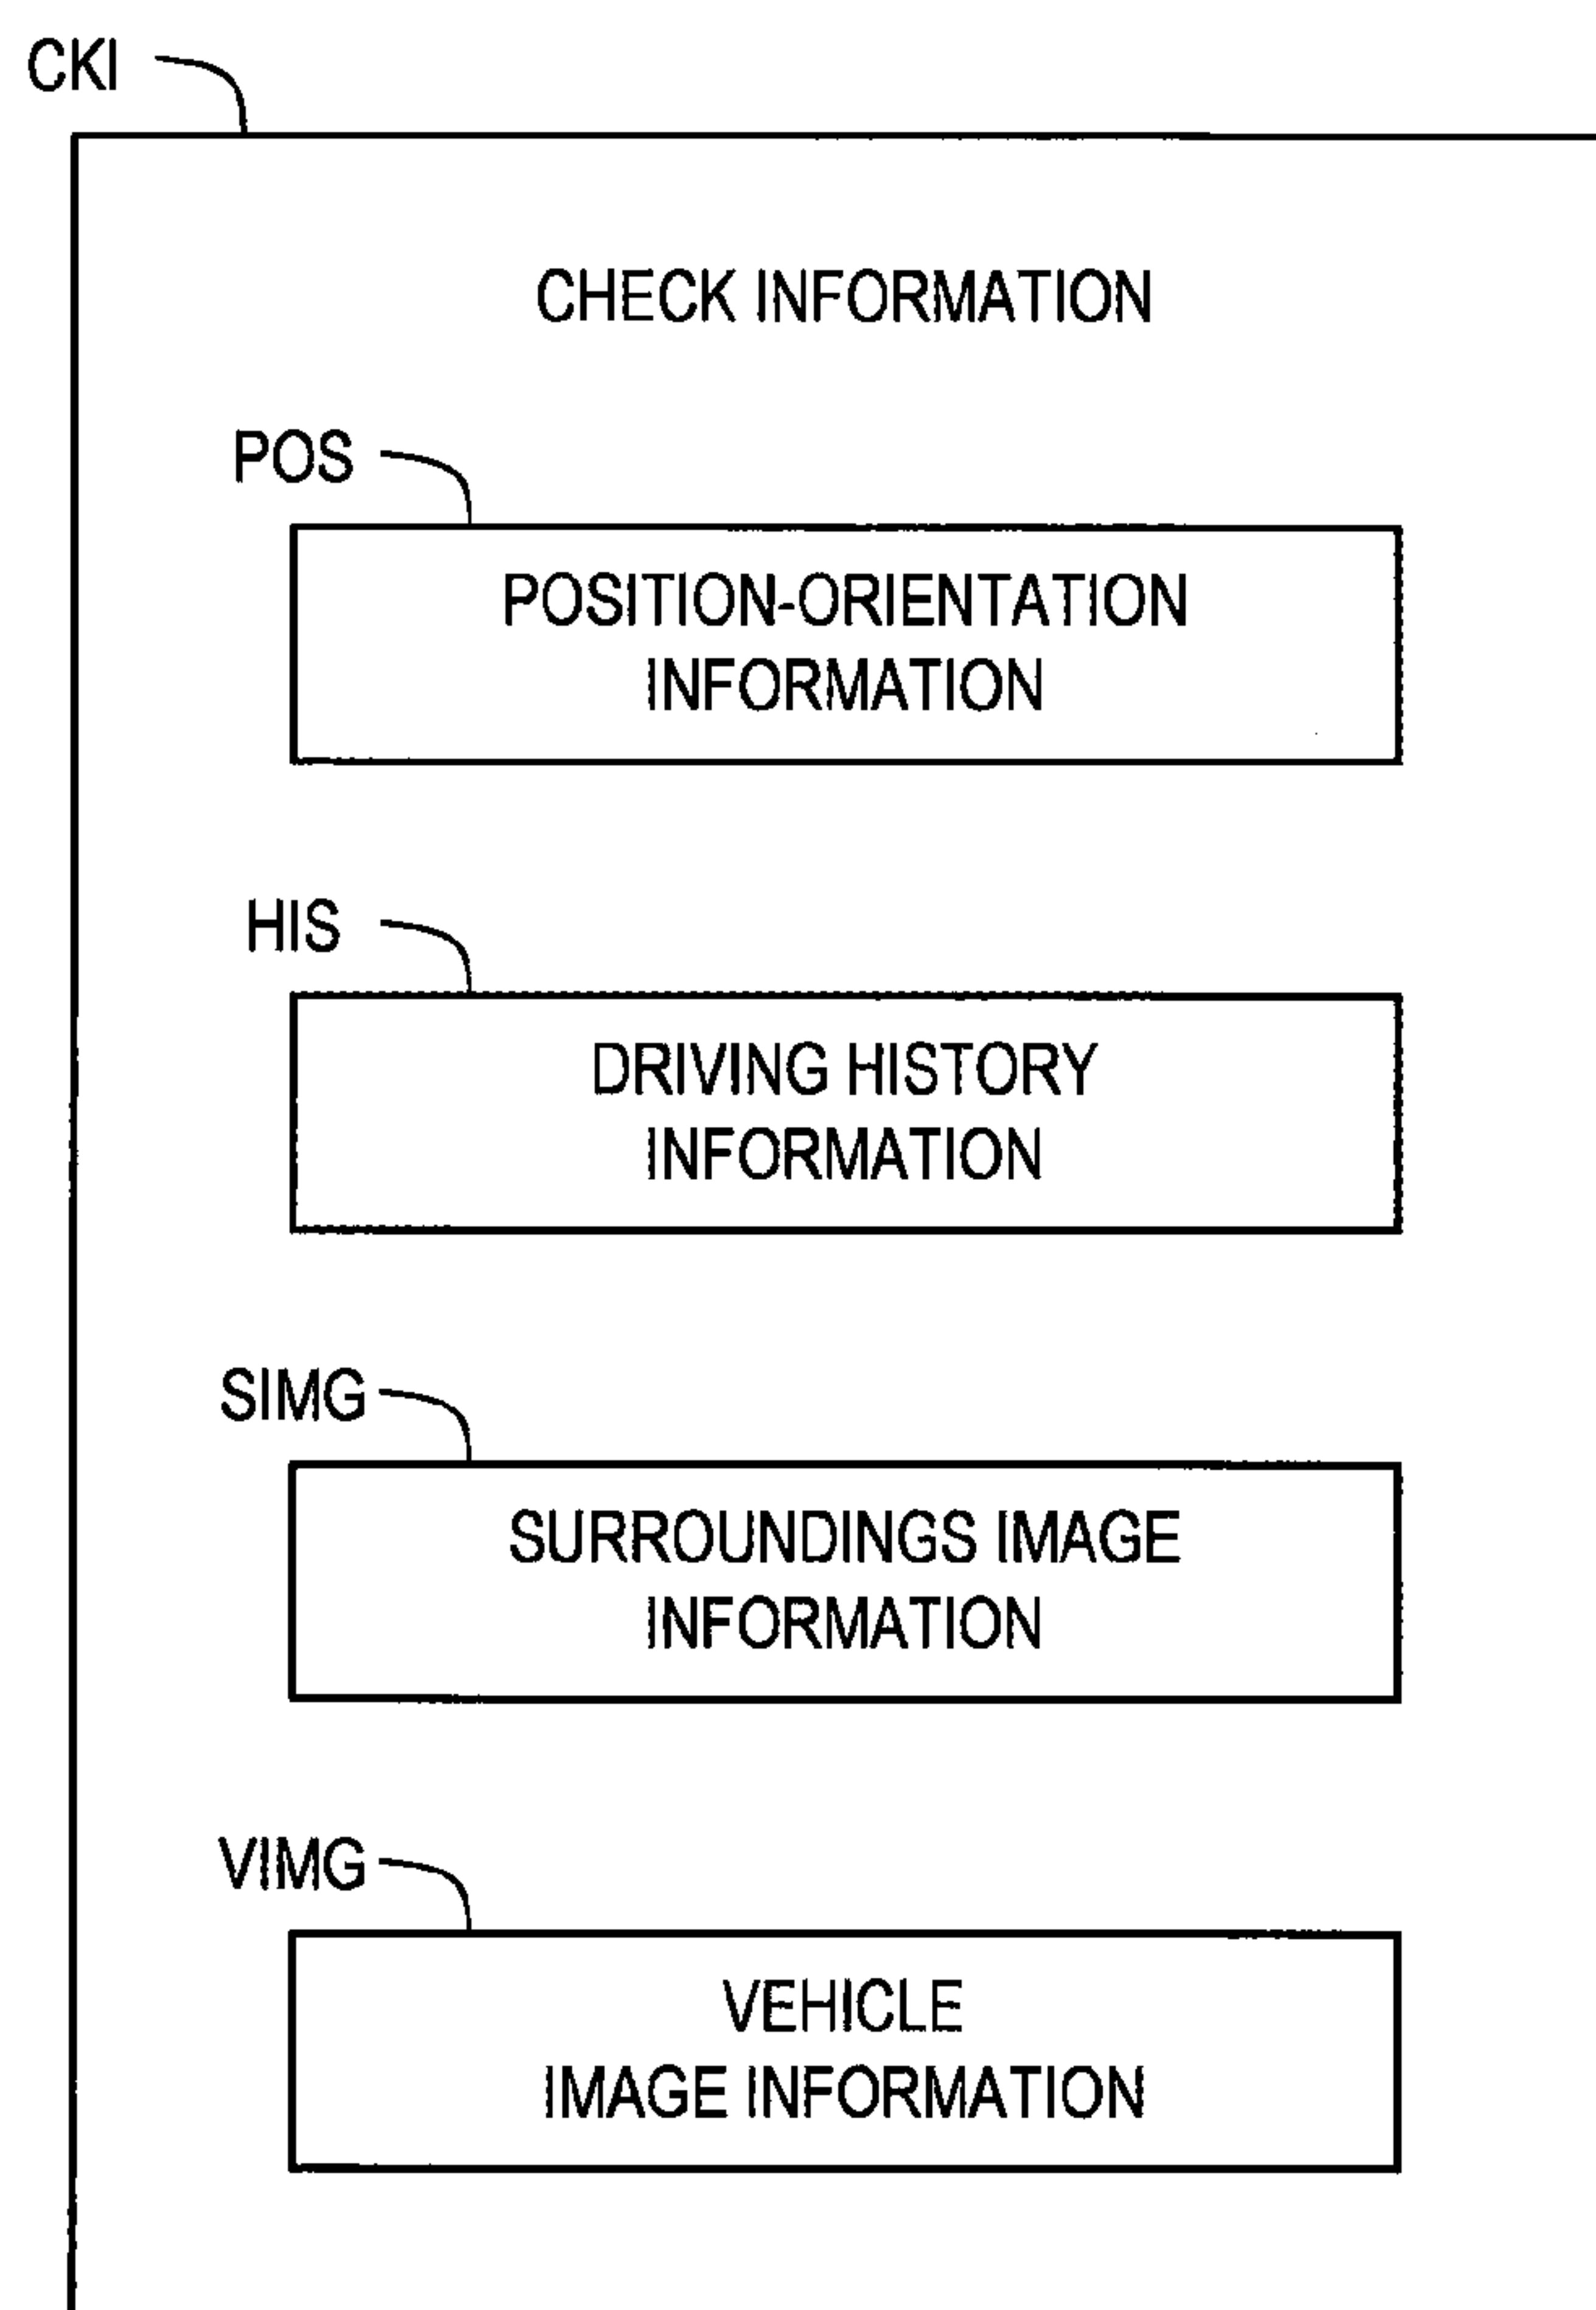 CKI
CHECK INFORMATION
POS
POSITION-ORIENTATION
INFORMATION
HIS
DRIVING HISTORY
INFORMATION
SIMG
SURROUNDINGS IMAGE
INFORMATION
VIMG
VEHICLE
IMAGE INFORMATION